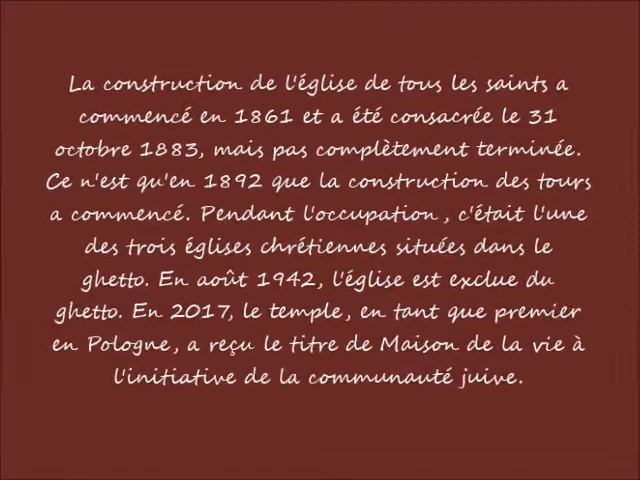 La construction de l'église de tous les saints a
commencé en 1861 et a été consacrée le 31
octobre 1883, mais pas complètement terminée.
Ce n'est qu'en 1892 que la construction des tours
a commencé. Pendant l'occupation , c'était l'une
des trois églises chrétiennes situées dans le
ghetto. En août 1942, l'église est exclue du
ghetto. En 2017, le temple, en tant que premier
en Pologne, a reçu le titre de Maison de la vie à
l'initiative de la communauté juive.